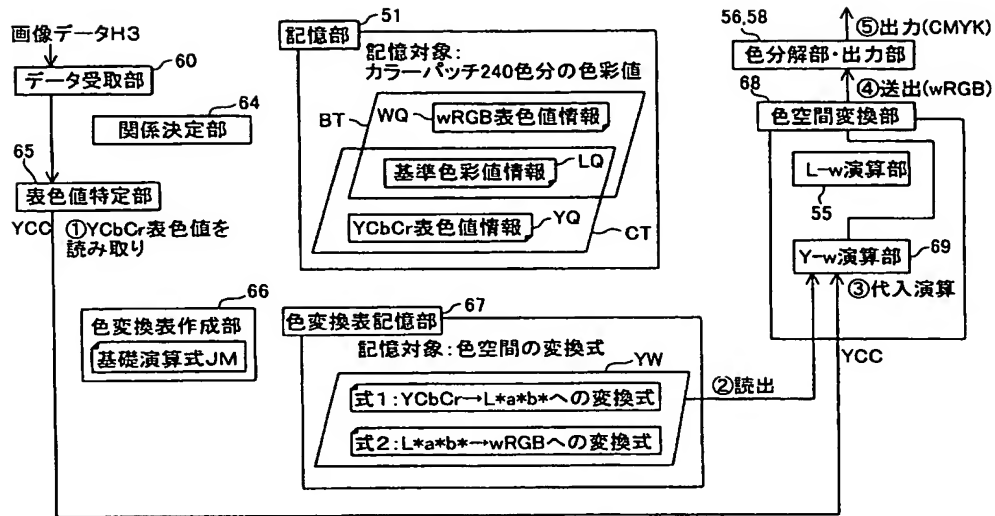 画像データH3
60
データ受取部
64
関係決定部
65
表色値特定部
YCC
①YCbCr表色値を
読み取り
66
色変換表作成部
基礎演算式JM
51
記憶部
記憶対象:
カラーパッチ240色分の色彩値
BT
WQ
wRGB表色値情報
基準色彩値情報
LQ
YCbCr表色値情報
YQ
CT
67
色変換表記憶部
記憶対象:色空間の変換式
YW
式1:YCbCr→L*a*b*への変換式
式2:L*a*b*→wRGBへの変換式
②読出
56,58
⑤出力(CMYK)
色分解部・出力部
68
④送出(wRGB)
色空間変換部
L-w演算部
55
Y-w演算部
69
③代入演算
YCC